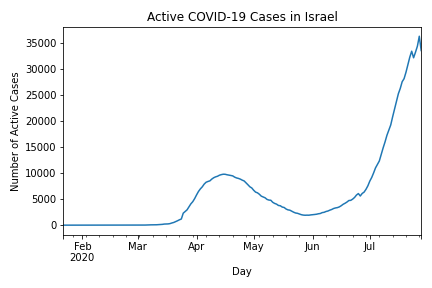 Active COVID-19 Cases in Israel
Number of Active Cases
35000
30000
25000
20000
15000
10000
5000
0
Feb Mar Apr May Jun Jul
2020
Day